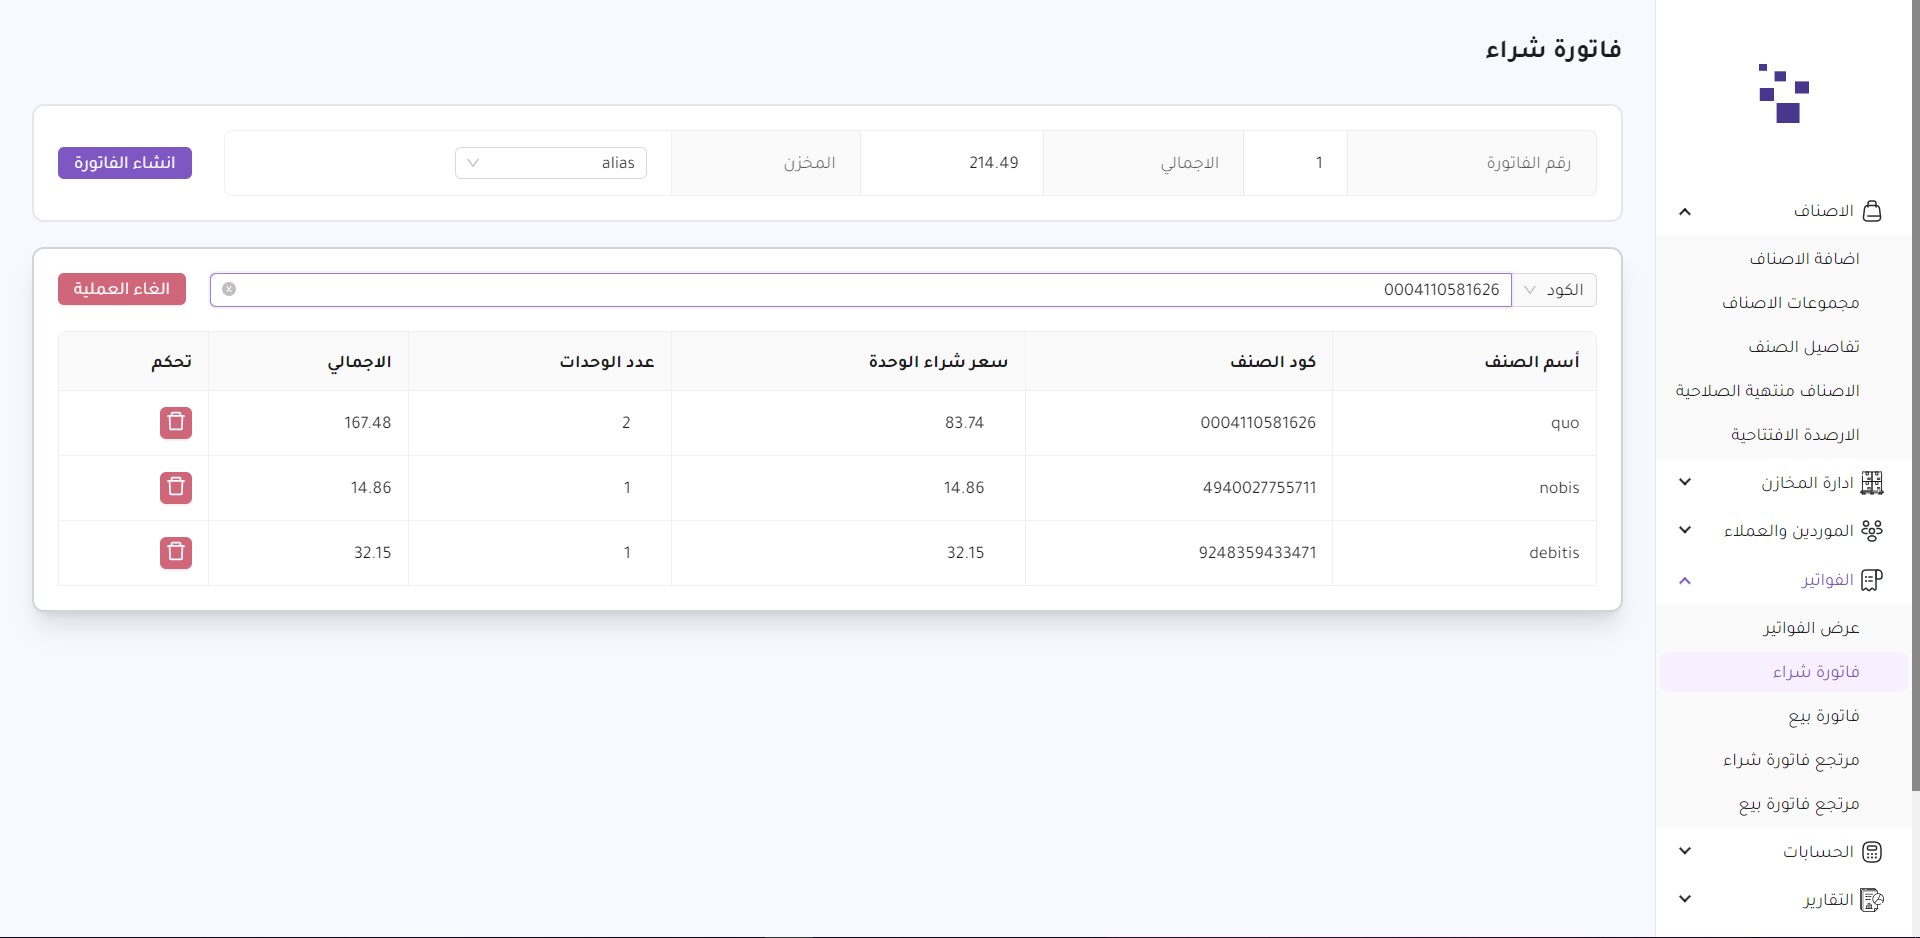 فاتورة شراء
رقم الفاتورة 1 الاجمالي 214.49 المخزن alias انشاء الفاتورة
الكود 0004110581626 الغاء العملية
أسم الصنف كود الصنف سعر شراء الوحدة عدد الوحدات الاجمالي تحكم
quo 0004110581626 83.74 2 167.48
nobis 4940027755711 14.86 1 14.86
debitis 9248359433471 32.15 1 32.15
الاصناف
اضافة الاصناف
مجموعات الاصناف
تفاصيل الصنف
الاصناف منتهية الصلاحية
الارصدة الافتتاحية
ادارة المخازن
الموردين والعملاء
الفواتير
عرض الفواتير
فاتورة شراء
فاتورة بيع
مرتجع فاتورة شراء
مرتجع فاتورة بيع
الحسابات
التقارير